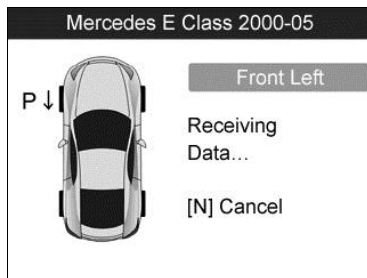 Mercedes E Class 2000-05
Front Left
P ↓
Receiving
Data...
[N] Cancel